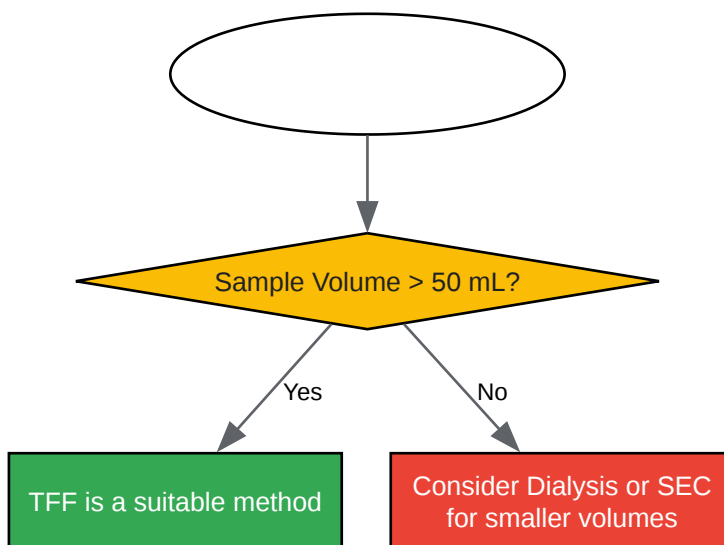 Sample Volume > 50 mL?
Yes
No
TFF is a suitable method
Consider Dialysis or SEC
for smaller volumes